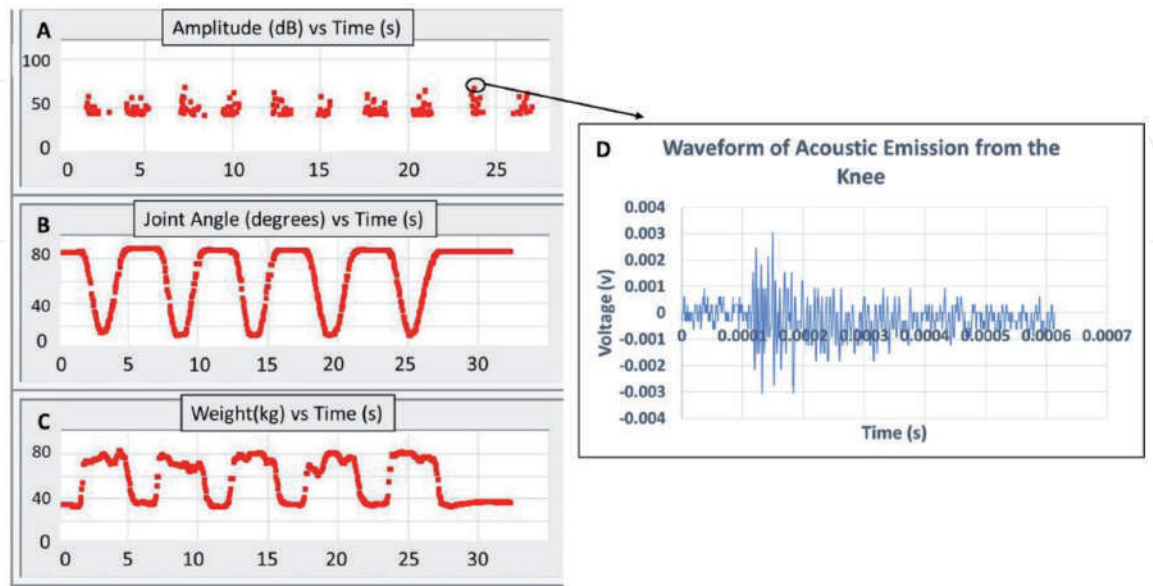 A
Amplitude (dB) vs Time (s)
100
50
0
0 5 10 15 20 25
B
Joint Angle (degrees) vs Time (s)
80
40
0
0 5 10 15 20 25 30
C
Weight(kg) vs Time (s)
80
40
0
0 5 10 15 20 25 30
D
Waveform of Acoustic Emission from the
Knee
0.004
0.003
0.002
0.001
0
-0.001
-0.002
-0.003
-0.004
Voltage (v)
0 0.0001 0.0002 0.0003 0.0004 0.0005 0.0006 0.0007
Time (s)